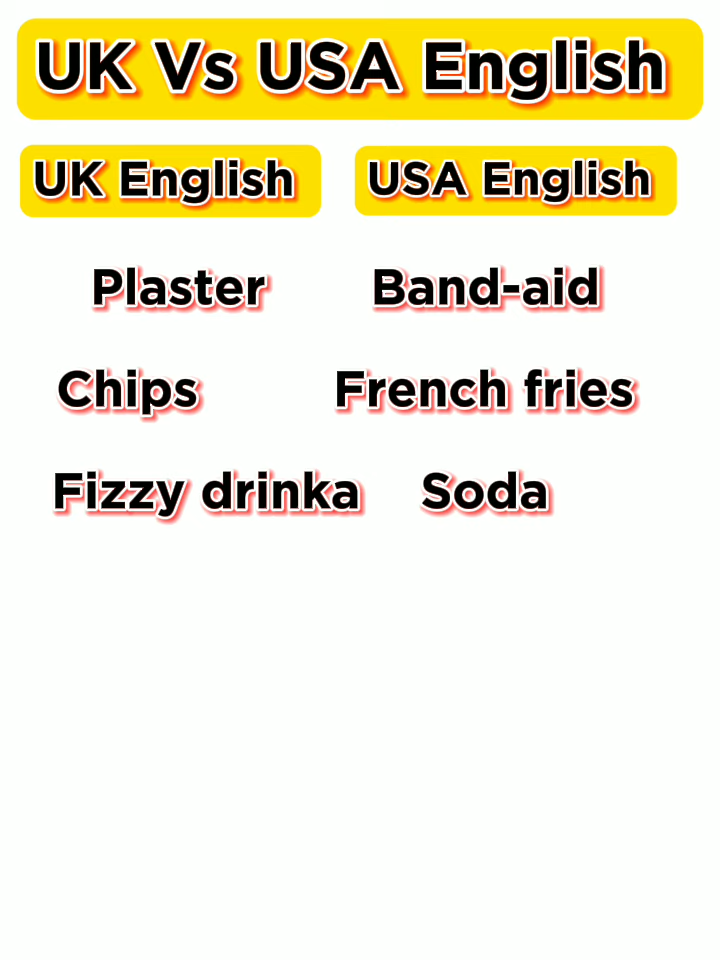 UK Vs USA English
UK English USA English
Plaster Band-aid
Chips French fries
Fizzy drinka Soda